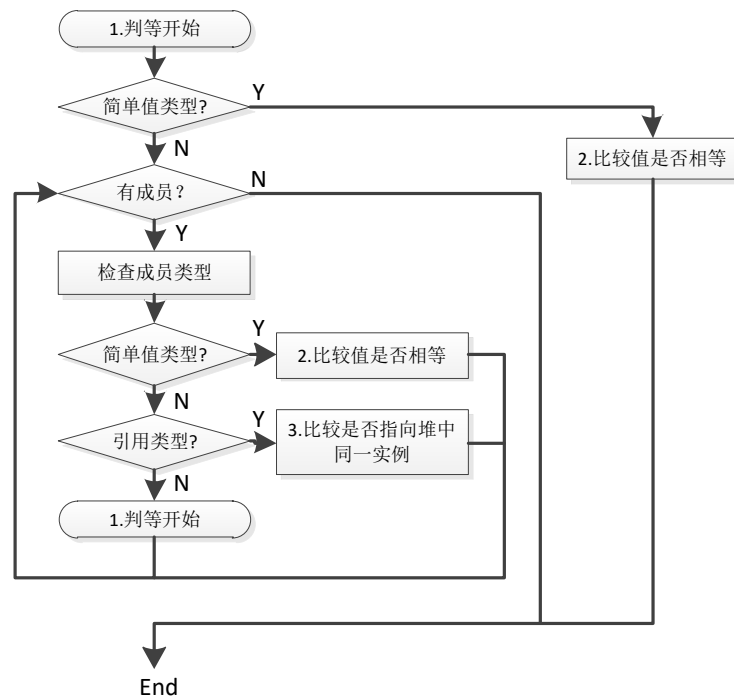 1.判等开始
简单值类型?
Y
N
2.比较值是否相等
有成员？
N
Y
检查成员类型
简单值类型?
Y
2.比较值是否相等
N
引用类型?
Y
3.比较是否指向堆中
同一实例
N
1.判等开始
End